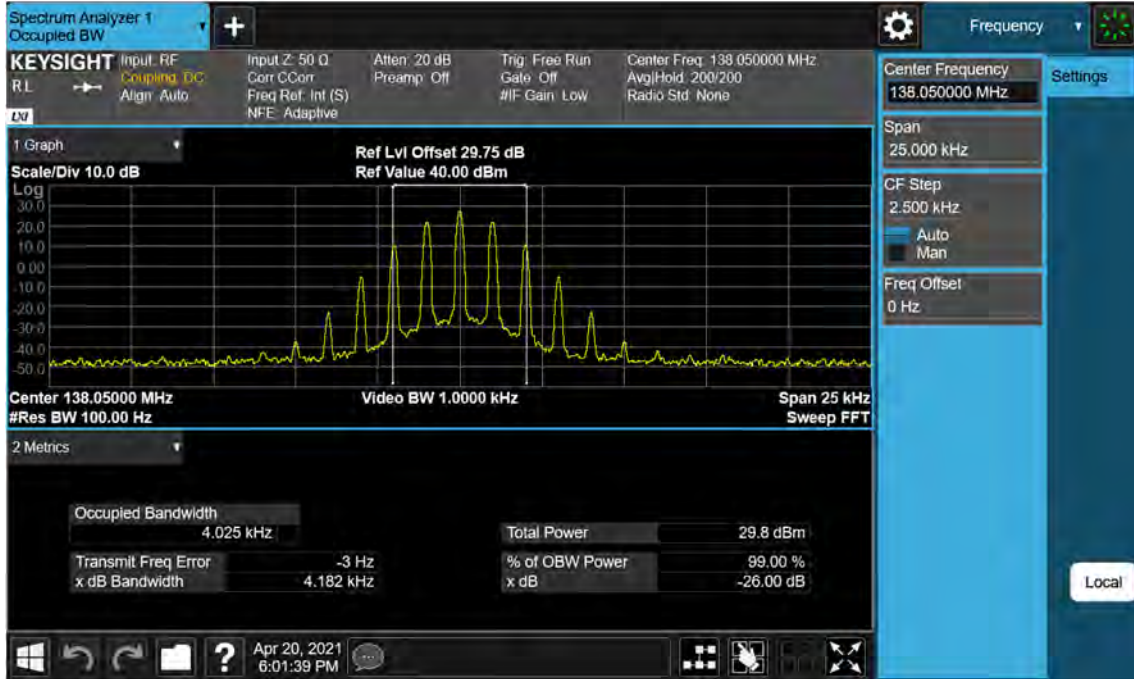 Spectrum Analyzer 1
Occupied BW
Frequency
KEYSIGHT
RL
LXI
Input: RF
Coupling: DC
Align: Auto
Input Z: 50 Ω
Corr CCorr
Freq Ref: Int (S)
NFE: Adaptive
Atten: 20 dB
Preamp: Off
Trig: Free Run
Gate: Off
#IF Gain: Low
Center Freq: 138.050000 MHz
Avg|Hold: 200/200
Radio Std: None
Center Frequency
138.050000 MHz
Settings
Span
25.000 kHz
CF Step
2.500 kHz
Auto
Man
Freq Offset
0 Hz
1 Graph
Scale/Div 10.0 dB
Ref Lvl Offset 29.75 dB
Ref Value 40.00 dBm
Log
30.0
20.0
10.0
0.00
-10.0
-20.0
-30.0
-40.0
-50.0
Center 138.05000 MHz
#Res BW 100.00 Hz
Video BW 1.0000 kHz
Span 25 kHz
Sweep FFT
2 Metrics
Occupied Bandwidth
4.025 kHz
Total Power 29.8 dBm
Transmit Freq Error -3 Hz
% of OBW Power 99.00 %
x dB Bandwidth 4.182 kHz
x dB -26.00 dB
Local
?
Apr 20, 2021
6:01:39 PM